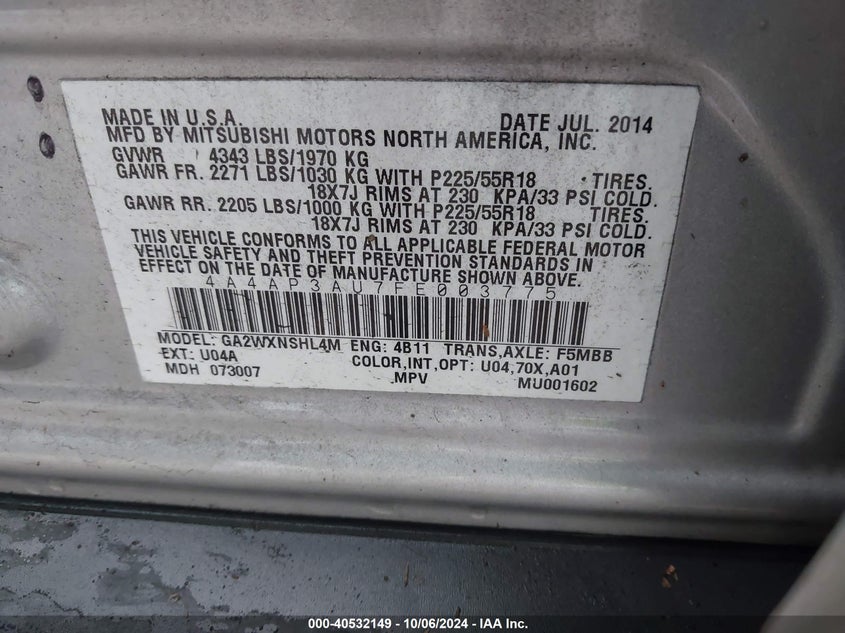 MADE IN U.S.A. DATE JUL. 2014
MFD BY MITSUBISHI MOTORS NORTH AMERICA, INC.
GVWR 4343 LBS/1970 KG
GAWR FR. 2271 LBS/1030 KG WITH P225/55R18 TIRES.
18X7J RIMS AT 230 KPA/33 PSI COLD.
GAWR RR. 2205 LBS/1000 KG WITH P225/55R18 TIRES.
18X7J RIMS AT 230 KPA/33 PSI COLD.
THIS VEHICLE CONFORMS TO ALL APPLICABLE FEDERAL MOTOR
VEHICLE SAFETY AND THEFT PREVENTION STANDARDS IN
EFFECT ON THE DATE OF MANUFACTURE SHOWN ABOVE.
4A4AP3AU7FE003775
MODEL: GA2WXNSHL4M ENG: 4B11 TRANS,AXLE: F5MBB
EXT: U04A COLOR,INT,OPT: U04,70X,A01
MDH 073007 MPV MU001602
000-40532149 - 10/06/2024 - IAA Inc.